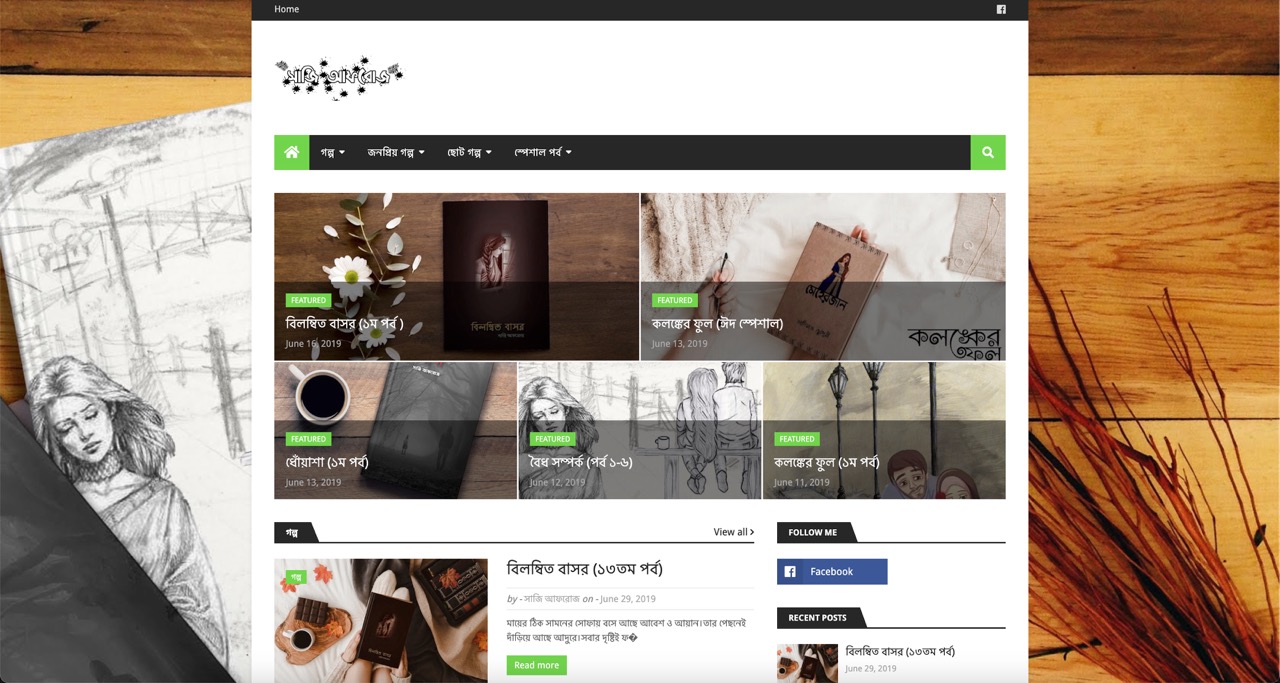 Home
সাজি আফরোজ
গল্প
জনপ্রিয় গল্প
ছোট গল্প
স্পেশাল পর্ব
FEATURED
বিলম্বিত বাসর (১ম পর্ব )
June 16, 2019
বিলম্বিত বাসর
FEATURED
কলঙ্কের ফুল (ঈদ স্পেশাল)
June 13, 2019
মেহেরজান
কলঙ্কের
ফুল
FEATURED
ধোঁয়াশা (১ম পর্ব)
June 13, 2019
FEATURED
বৈধ সম্পর্ক (পর্ব ১-৬)
June 12, 2019
FEATURED
কলঙ্কের ফুল (১ম পর্ব)
June 11, 2019
গল্প
View all
গল্প
বিলম্বিত বাসর (১৩তম পর্ব)
by - সাজি আফরোজ on - June 29, 2019
মায়ের ঠিক সামনের সোফায় বসে আছে আবেশ ও আয়ান।তার পেছনেই
দাঁড়িয়ে আছে আদুরে।সবার দৃষ্টিই ফ�
Read more
FOLLOW ME
Facebook
RECENT POSTS
বিলম্বিত বাসর (১৩তম পর্ব)
June 29, 2019